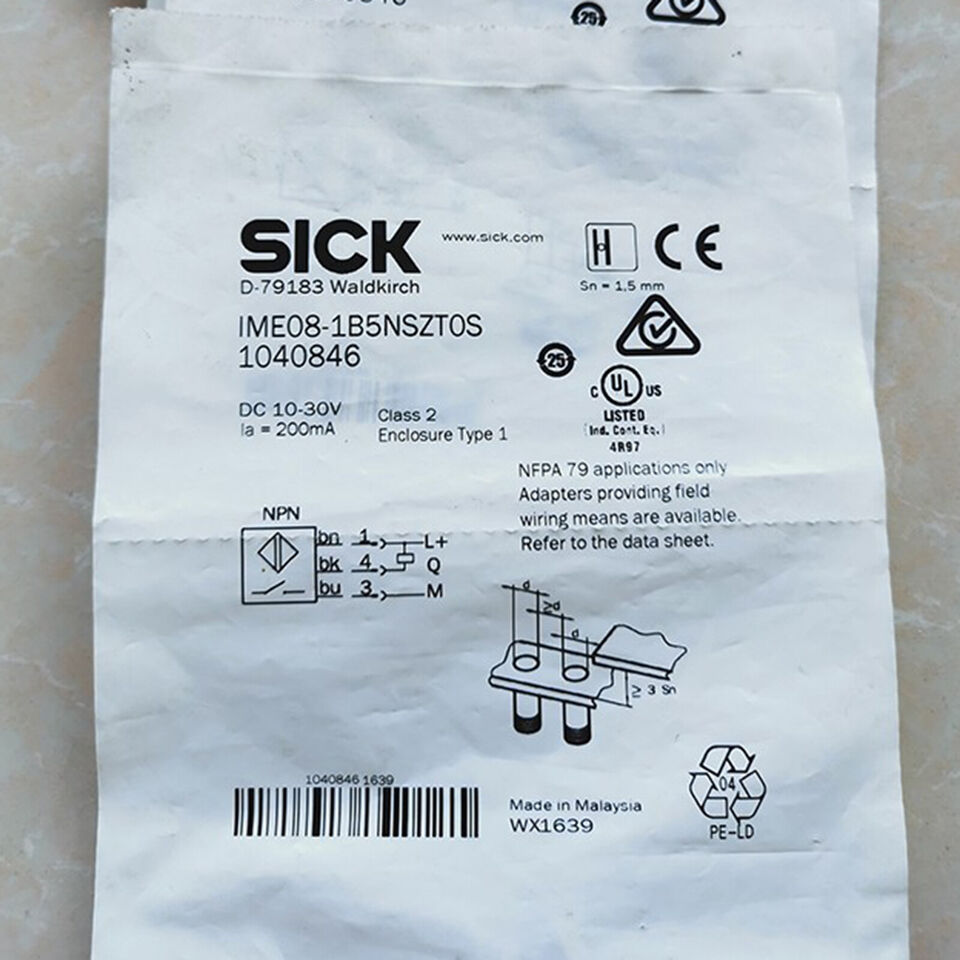 25
SICK www.sick.com CE
D-79183 Waldkirch
Sn = 1,5 mm
IME08-1B5NSZT0S
1040846
25
C UL US
LISTED
(Ind. Cont. Eq.)
4R97
DC 10-30V
Ia = 200mA
Class 2
Enclosure Type 1
NFPA 79 applications only
Adapters providing field
wiring means are available.
Refer to the data sheet.
NPN
bn 1 L+
bk 4 Q
bu 3 M
d
≥d
d
≥ 3 Sn
1040846 1639
Made in Malaysia
WX1639
04
PE-LD